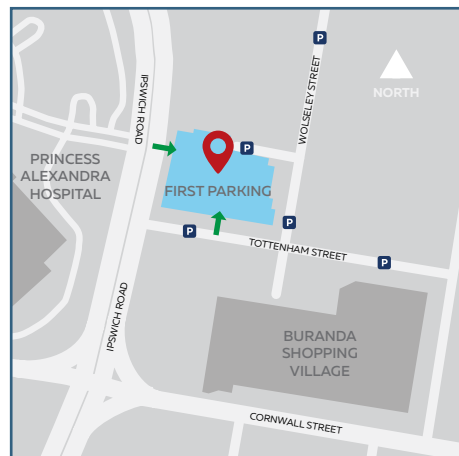 P
IPSWICH ROAD
WOLSELEY STREET
NORTH
P
PRINCESS
ALEXANDRA
HOSPITAL
FIRST PARKING
P
P
TOTTENHAM STREET
P
IPSWICH ROAD
BURANDA
SHOPPING
VILLAGE
CORNWALL STREET